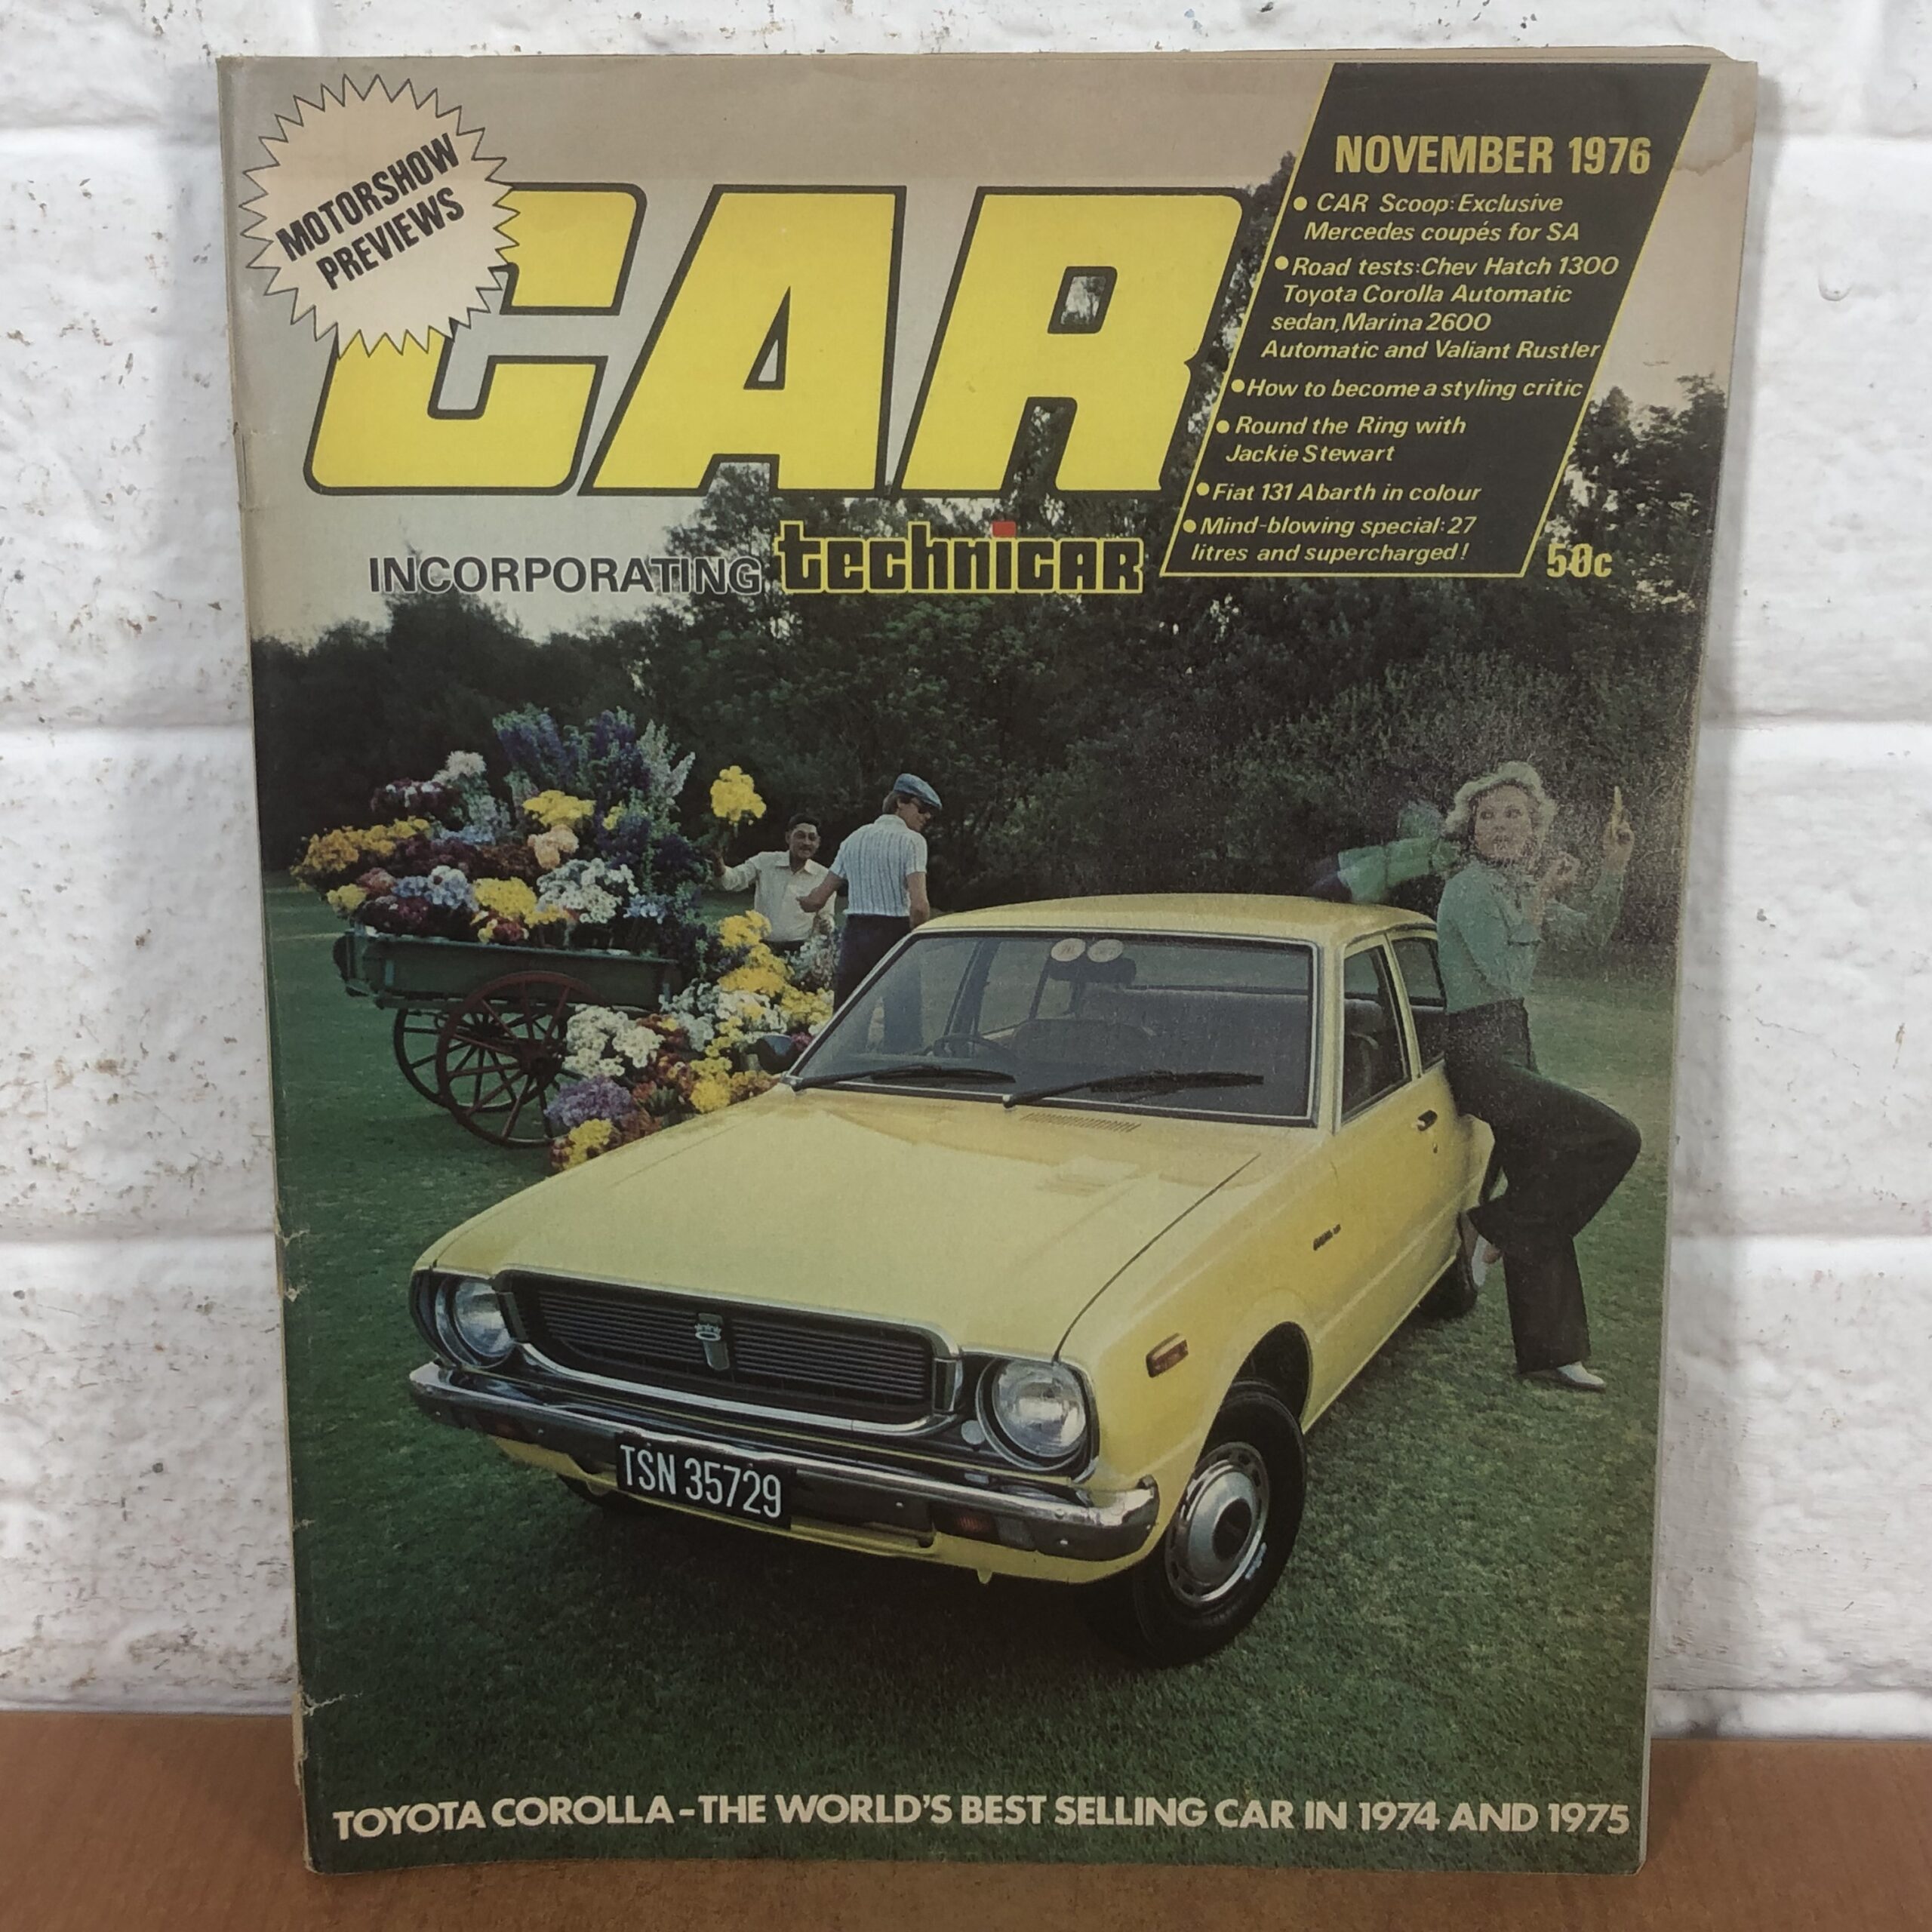 MOTORSHOW
PREVIEWS
CAR
INCORPORATING technicar
NOVEMBER 1976
• CAR Scoop: Exclusive
Mercedes coupés for SA
• Road tests: Chev Hatch 1300
Toyota Corolla Automatic
sedan, Marina 2600
Automatic and Valiant Rustler
• How to become a styling critic
• Round the Ring with
Jackie Stewart
• Fiat 131 Abarth in colour
• Mind-blowing special: 27
litres and supercharged!
50c
TSN 35729
TOYOTA COROLLA-THE WORLD'S BEST SELLING CAR IN 1974 AND 1975